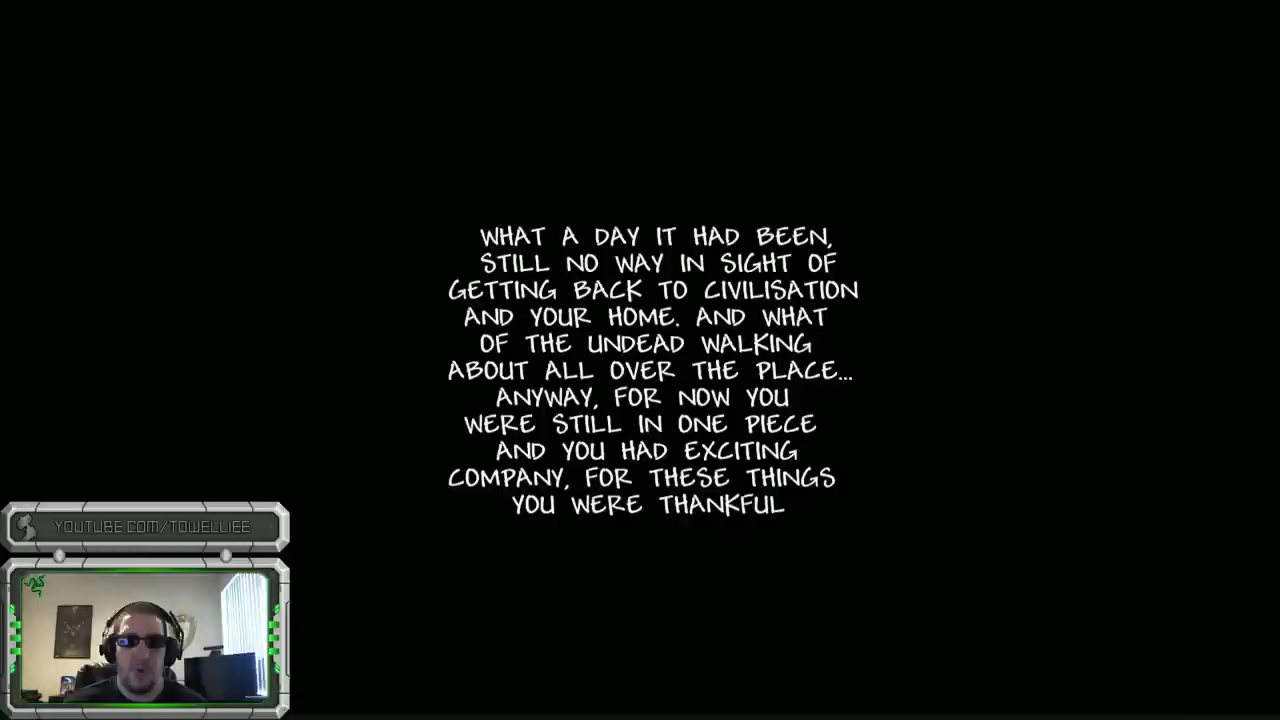 WHAT A DAY IT HAD BEEN,
STILL NO WAY IN SIGHT OF
GETTING BACK TO CIVILISATION
AND YOUR HOME. AND WHAT
OF THE UNDEAD WALKING
ABOUT ALL OVER THE PLACE...
ANYWAY, FOR NOW YOU
WERE STILL IN ONE PIECE
AND YOU HAD EXCITING
COMPANY, FOR THESE THINGS
YOU WERE THANKFUL
YOUTUBE.COM/TOWELLIEE